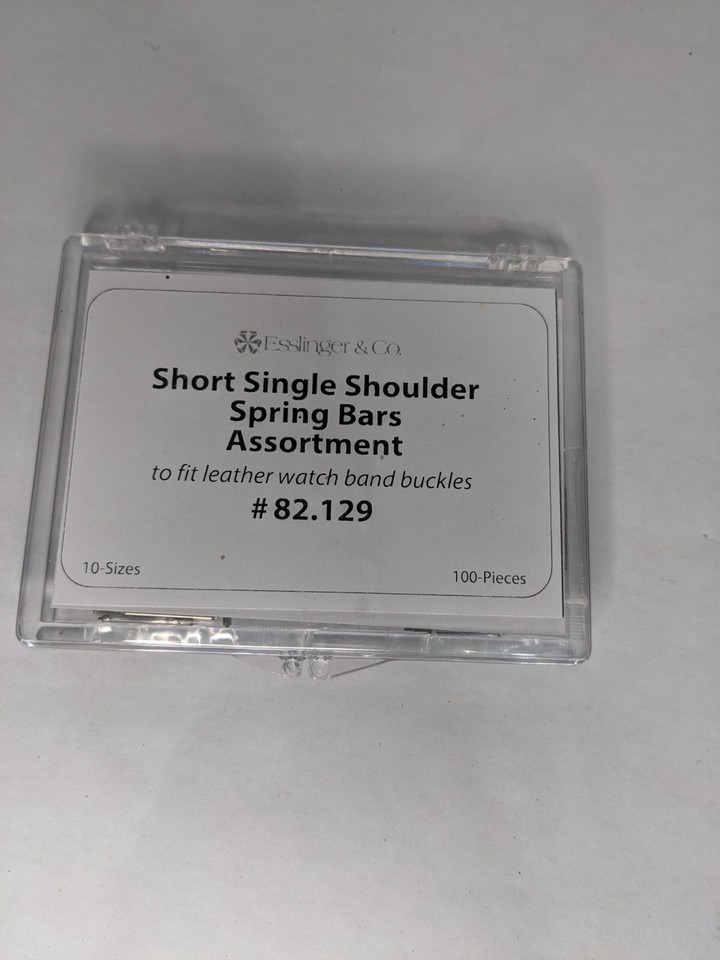 Esslinger & Co.
Short Single Shoulder
Spring Bars
Assortment
to fit leather watch band buckles
# 82.129
10-Sizes
100-Pieces